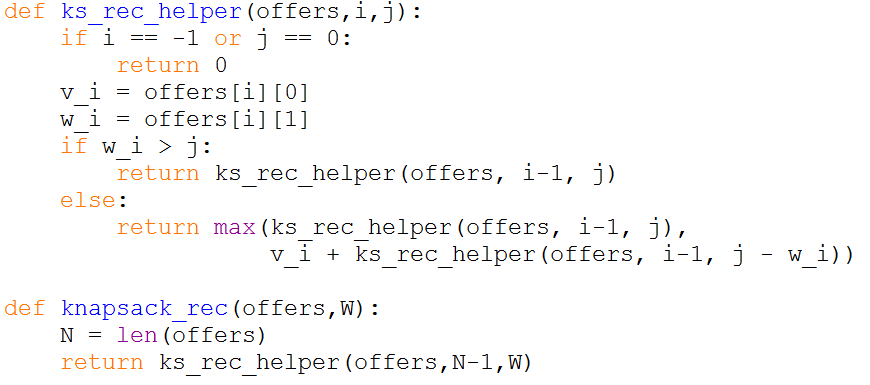 def ks_rec_helper(offers,i,j):
    if i == -1 or j == 0:
        return 0
    v_i = offers[i][0]
    w_i = offers[i][1]
    if w_i > j:
        return ks_rec_helper(offers, i-1, j)
    else:
        return max(ks_rec_helper(offers, i-1, j),
                   v_i + ks_rec_helper(offers, i-1, j - w_i))

def knapsack_rec(offers,W):
    N = len(offers)
    return ks_rec_helper(offers,N-1,W)